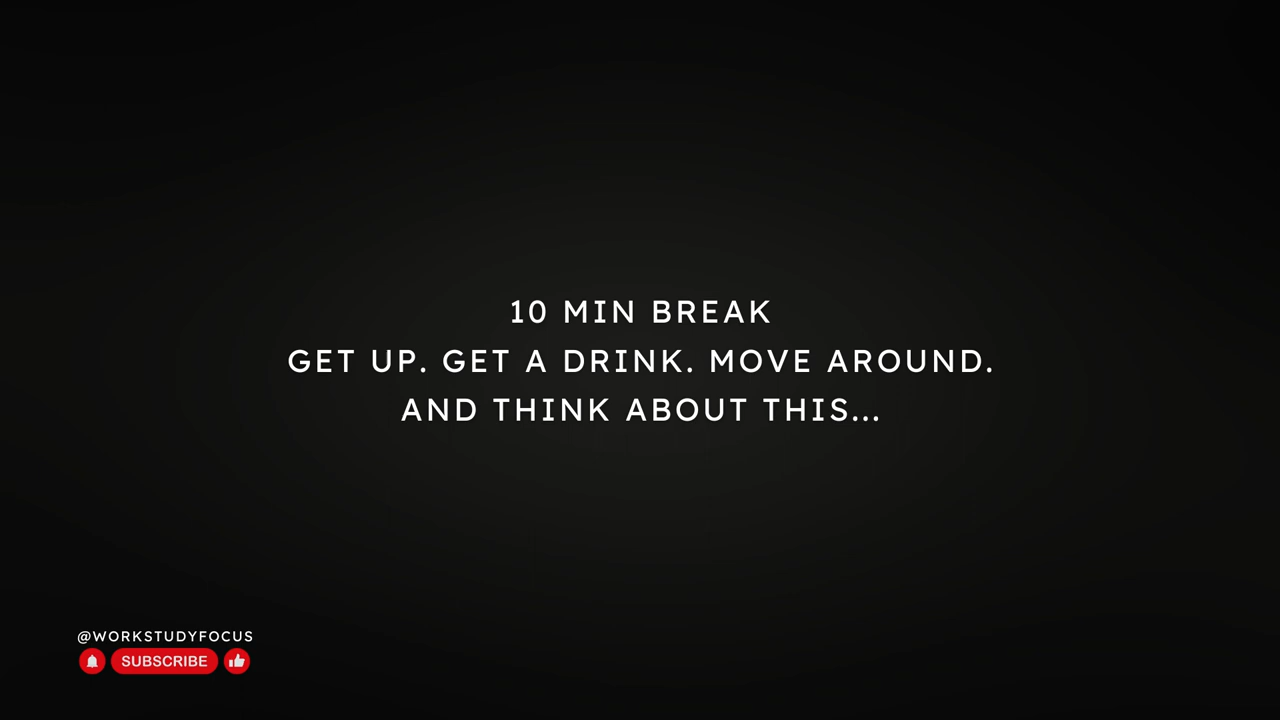 10 MIN BREAK
GET UP. GET A DRINK. MOVE AROUND.
AND THINK ABOUT THIS...
@WORKSTUDYFOCUS
SUBSCRIBE